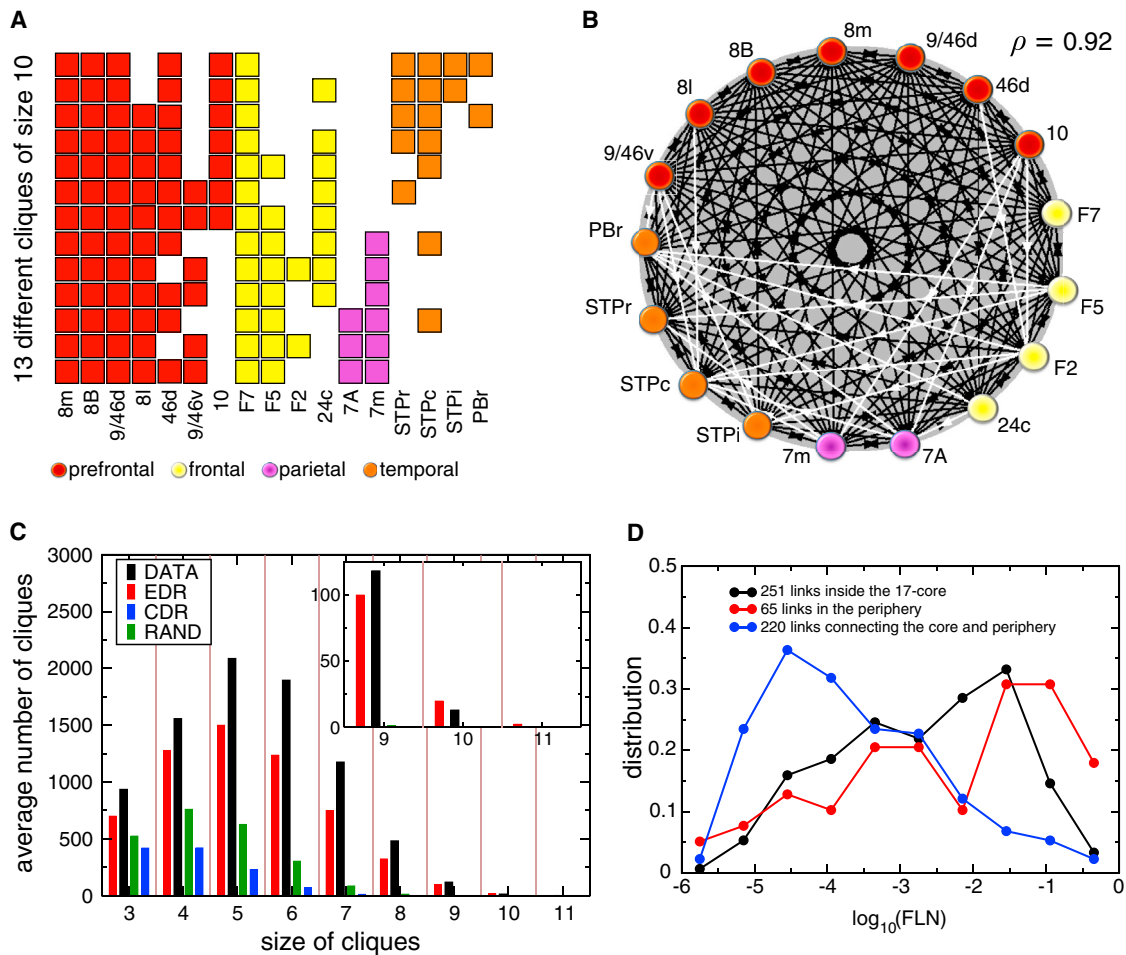 A
13 different cliques of size 10
8m 8B 9/46d 8l 46d 9/46v 10 F7 F5 F2 24c 7A 7m STPr STPc STPi PBr
prefrontal frontal parietal temporal
B
ρ = 0.92
8m
9/46d
8B
46d
8l
10
9/46v
F7
PBr
F5
STPr
F2
STPc
24c
STPi
7m
7A
C
average number of cliques
3000
2500
2000
1500
1000
500
0
DATA
EDR
CDR
RAND
100
50
0
9 10 11
3 4 5 6 7 8 9 10 11
size of cliques
D
distribution
0.5
0.4
0.3
0.2
0.1
0
251 links inside the 17-core
65 links in the periphery
220 links connecting the core and periphery
-6 -5 -4 -3 -2 -1 0
log10(FLN)